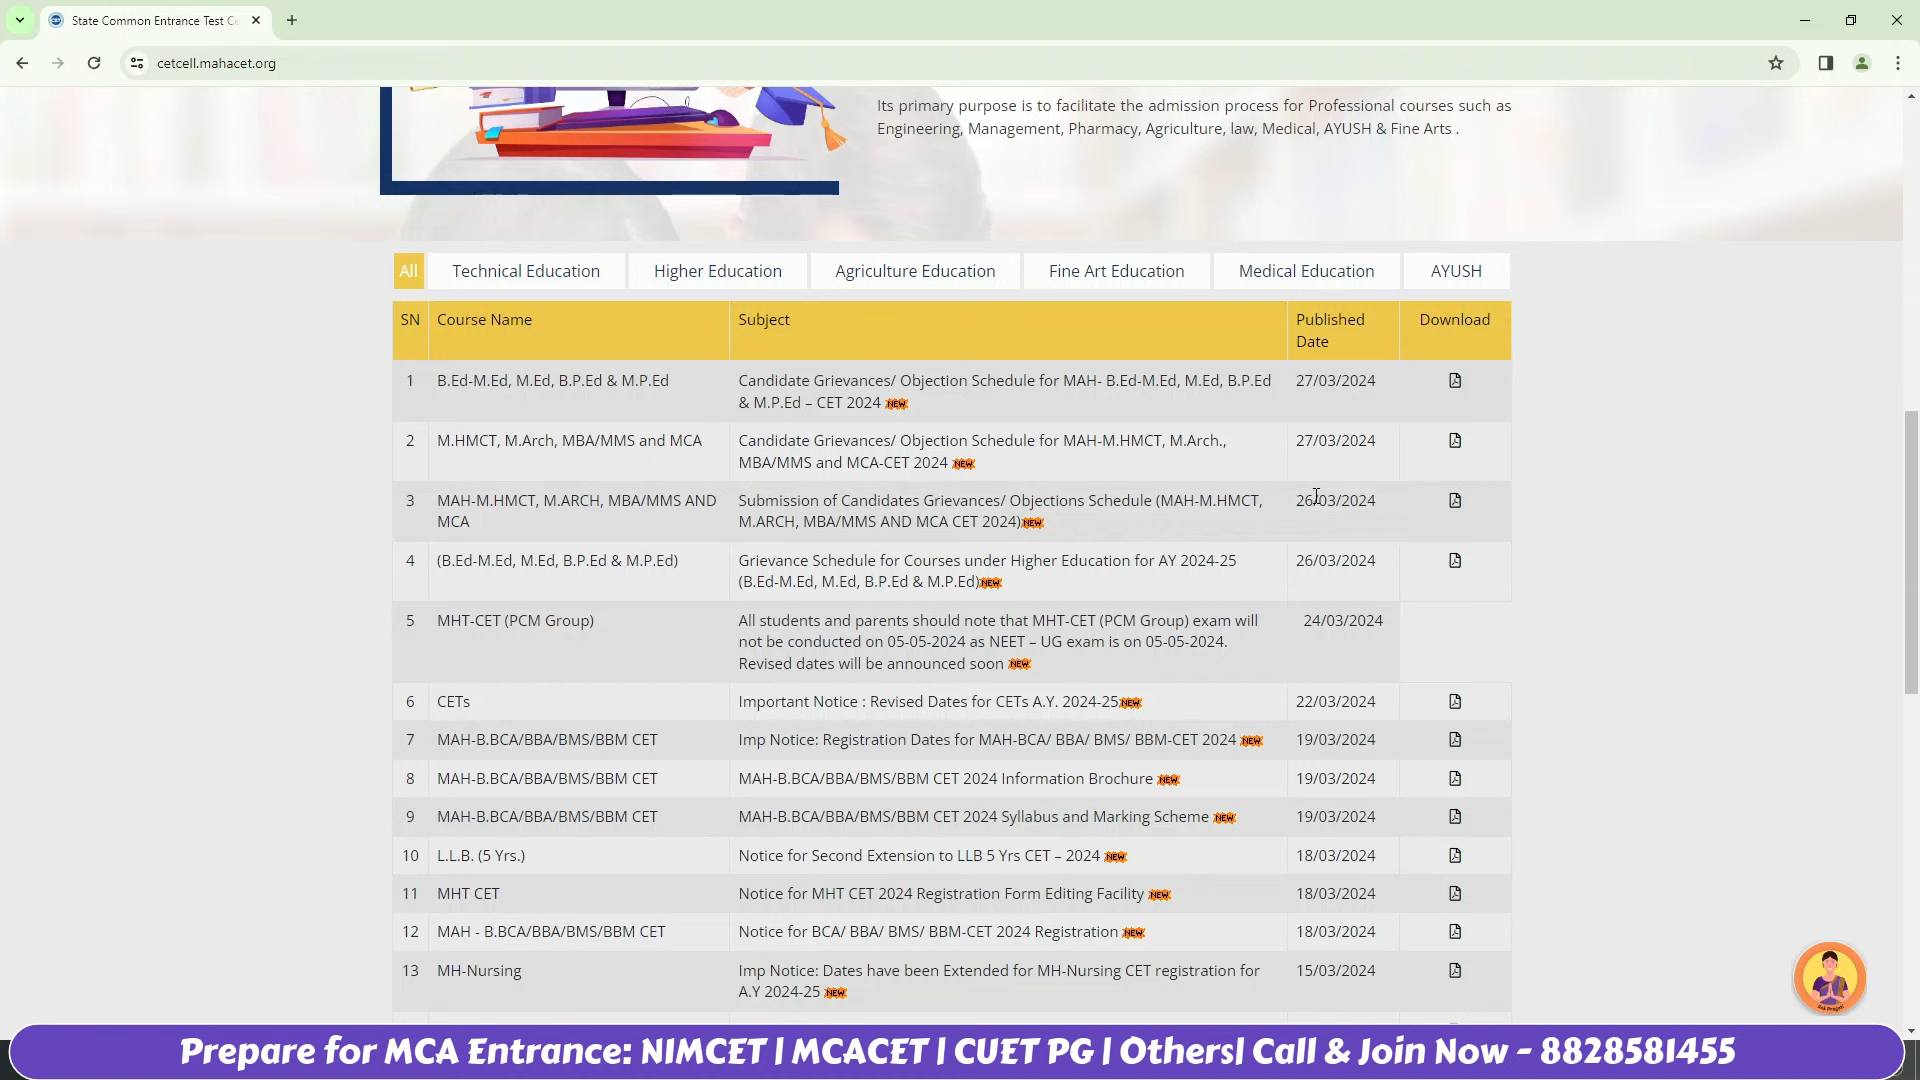 State Common Entrance Test Ce
cetcell.mahacet.org
Its primary purpose is to facilitate the admission process for Professional courses such as
Engineering, Management, Pharmacy, Agriculture, law, Medical, AYUSH & Fine Arts .
All Technical Education Higher Education Agriculture Education Fine Art Education Medical Education AYUSH
SN Course Name Subject Published Download
Date
1 B.Ed-M.Ed, M.Ed, B.P.Ed & M.P.Ed Candidate Grievances/ Objection Schedule for MAH- B.Ed-M.Ed, M.Ed, B.P.Ed 27/03/2024
& M.P.Ed – CET 2024 NEW
2 M.HMCT, M.Arch, MBA/MMS and MCA Candidate Grievances/ Objection Schedule for MAH-M.HMCT, M.Arch., 27/03/2024
MBA/MMS and MCA-CET 2024 NEW
3 MAH-M.HMCT, M.ARCH, MBA/MMS AND Submission of Candidates Grievances/ Objections Schedule (MAH-M.HMCT, 26/03/2024
MCA M.ARCH, MBA/MMS AND MCA CET 2024) NEW
4 (B.Ed-M.Ed, M.Ed, B.P.Ed & M.P.Ed) Grievance Schedule for Courses under Higher Education for AY 2024-25 26/03/2024
(B.Ed-M.Ed, M.Ed, B.P.Ed & M.P.Ed) NEW
5 MHT-CET (PCM Group) All students and parents should note that MHT-CET (PCM Group) exam will 24/03/2024
not be conducted on 05-05-2024 as NEET – UG exam is on 05-05-2024.
Revised dates will be announced soon NEW
6 CETs Important Notice : Revised Dates for CETs A.Y. 2024-25 NEW 22/03/2024
7 MAH-B.BCA/BBA/BMS/BBM CET Imp Notice: Registration Dates for MAH-BCA/ BBA/ BMS/ BBM-CET 2024 NEW 19/03/2024
8 MAH-B.BCA/BBA/BMS/BBM CET MAH-B.BCA/BBA/BMS/BBM CET 2024 Information Brochure NEW 19/03/2024
9 MAH-B.BCA/BBA/BMS/BBM CET MAH-B.BCA/BBA/BMS/BBM CET 2024 Syllabus and Marking Scheme NEW 19/03/2024
10 L.L.B. (5 Yrs.) Notice for Second Extension to LLB 5 Yrs CET – 2024 NEW 18/03/2024
11 MHT CET Notice for MHT CET 2024 Registration Form Editing Facility NEW 18/03/2024
12 MAH - B.BCA/BBA/BMS/BBM CET Notice for BCA/ BBA/ BMS/ BBM-CET 2024 Registration NEW 18/03/2024
13 MH-Nursing Imp Notice: Dates have been Extended for MH-Nursing CET registration for 15/03/2024
A.Y 2024-25 NEW
Prepare for MCA Entrance: NIMCET | MCACET | CUET PG | Others| Call & Join Now - 8828581455